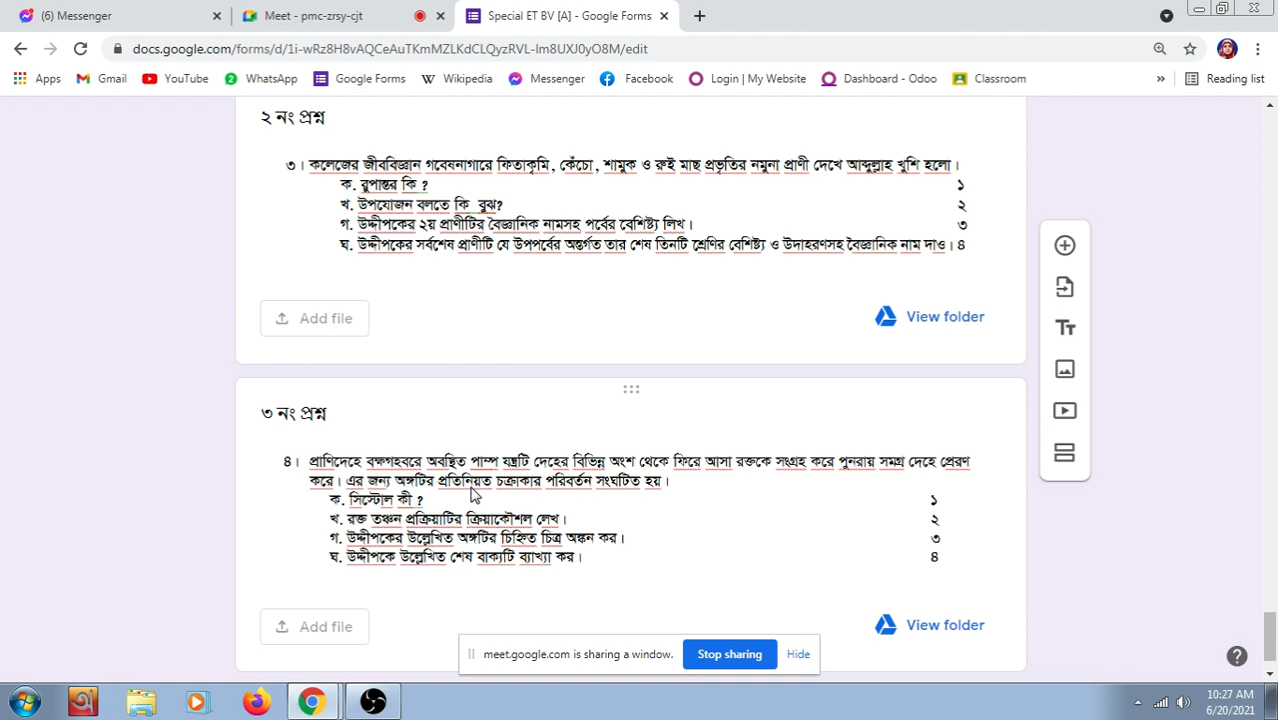 (6) Messenger
Meet - pmc-zrsy-cjt
Special ET BV [A] - Google Forms
docs.google.com/forms/d/1i-wRz8H8vAQCeAuTKmMZLKdCLQyzRVL-lm8UXJ0yO8M/edit
Apps Gmail YouTube WhatsApp Google Forms Wikipedia Messenger Facebook Login | My Website Dashboard - Odoo Classroom » Reading list
২ নং প্রশ্ন
৩। কলেজের জীববিজ্ঞান গবেষনাগারে ফিতাকৃমি, কেঁচো, শামুক ও রুই মাছ প্রভৃতির নমুনা প্রাণী দেখে আব্দুল্লাহ খুশি হলো।
ক. রুপান্তর কি ? ১
খ. উপযোজন বলতে কি বুঝ? ২
গ. উদ্দীপকের ২য় প্রাণীটির বৈজ্ঞানিক নামসহ পর্বের বেশিষ্ট্য লিখ। ৩
ঘ. উদ্দীপকের সর্বশেষ প্রাণীটি যে উপপর্বের অন্তর্গত তার শেষ তিনটি শ্রেণির বেশিষ্ট্য ও উদাহরণসহ বৈজ্ঞানিক নাম দাও। ৪
Add file
View folder
৩ নং প্রশ্ন
৪। প্রাণিদেহে বক্ষগহবরে অবস্থিত পাম্প যন্ত্রটি দেহের বিভিন্ন অংশ থেকে ফিরে আসা রক্তকে সংগ্রহ করে পুনরায় সমগ্র দেহে প্রেরণ
করে। এর জন্য অঙ্গটির প্রতিনিয়ত চক্রাকার পরিবর্তন সংঘটিত হয়।
ক. সিস্টোল কী ? ১
খ. রক্ত তঞ্চন প্রক্রিয়াটির ক্রিয়াকৌশল লেখ। ২
গ. উদ্দীপকের উল্লেখিত অঙ্গটির চিহ্নিত চিত্র অঙ্কন কর। ৩
ঘ. উদ্দীপকে উল্লেখিত শেষ বাক্যটি ব্যাখ্যা কর। ৪
Add file
View folder
meet.google.com is sharing a window. Stop sharing Hide
10:27 AM
6/20/2021